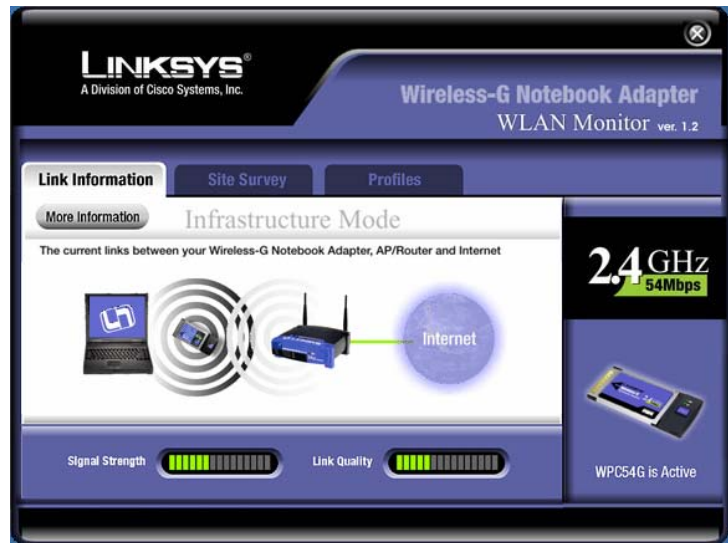 LINKSYS®
A Division of Cisco Systems, Inc.
Wireless-G Notebook Adapter
WLAN Monitor ver. 1.2
Link Information
Site Survey
Profiles
More Information
Infrastructure Mode
The current links between your Wireless-G Notebook Adapter, AP/Router and Internet
2.4 GHz
54Mbps
Internet
Signal Strength
Link Quality
WPC54G is Active